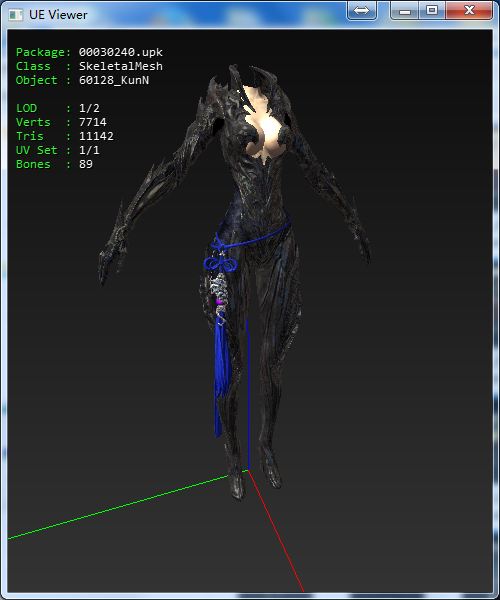 UE Viewer
Package: 00030240.upk
Class : SkeletalMesh
Object : 60128_KunN
LOD : 1/2
Verts : 7714
Tris : 11142
UV Set : 1/1
Bones : 89